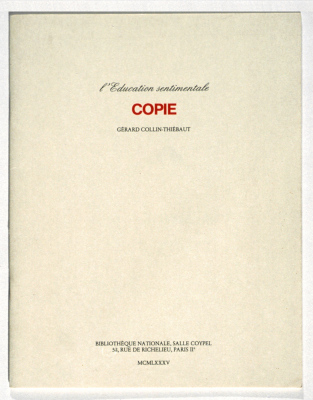 l'Education sentimentale
COPIE
GÉRARD COLLIN-THIÉBAUT
BIBLIOTHÈQUE NATIONALE, SALLE COYPEL
58, RUE DE RICHELIEU, PARIS IIᵉ
MCMLXXXV